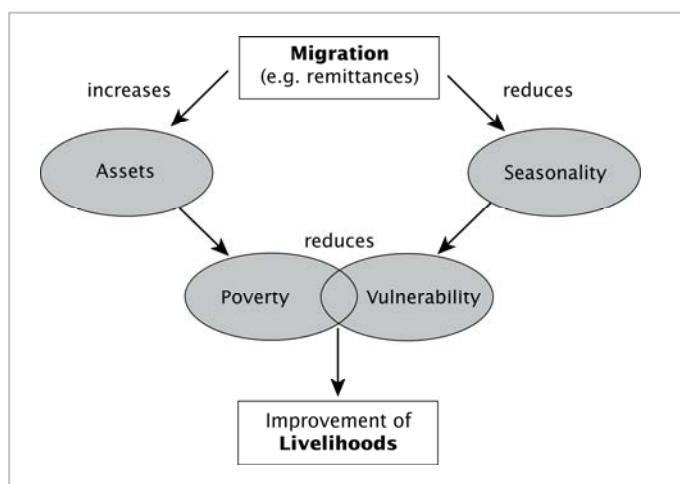 Migration
(e.g. remittances)
increases
reduces
Assets
Seasonality
reduces
Poverty
Vulnerability
Improvement of
Livelihoods